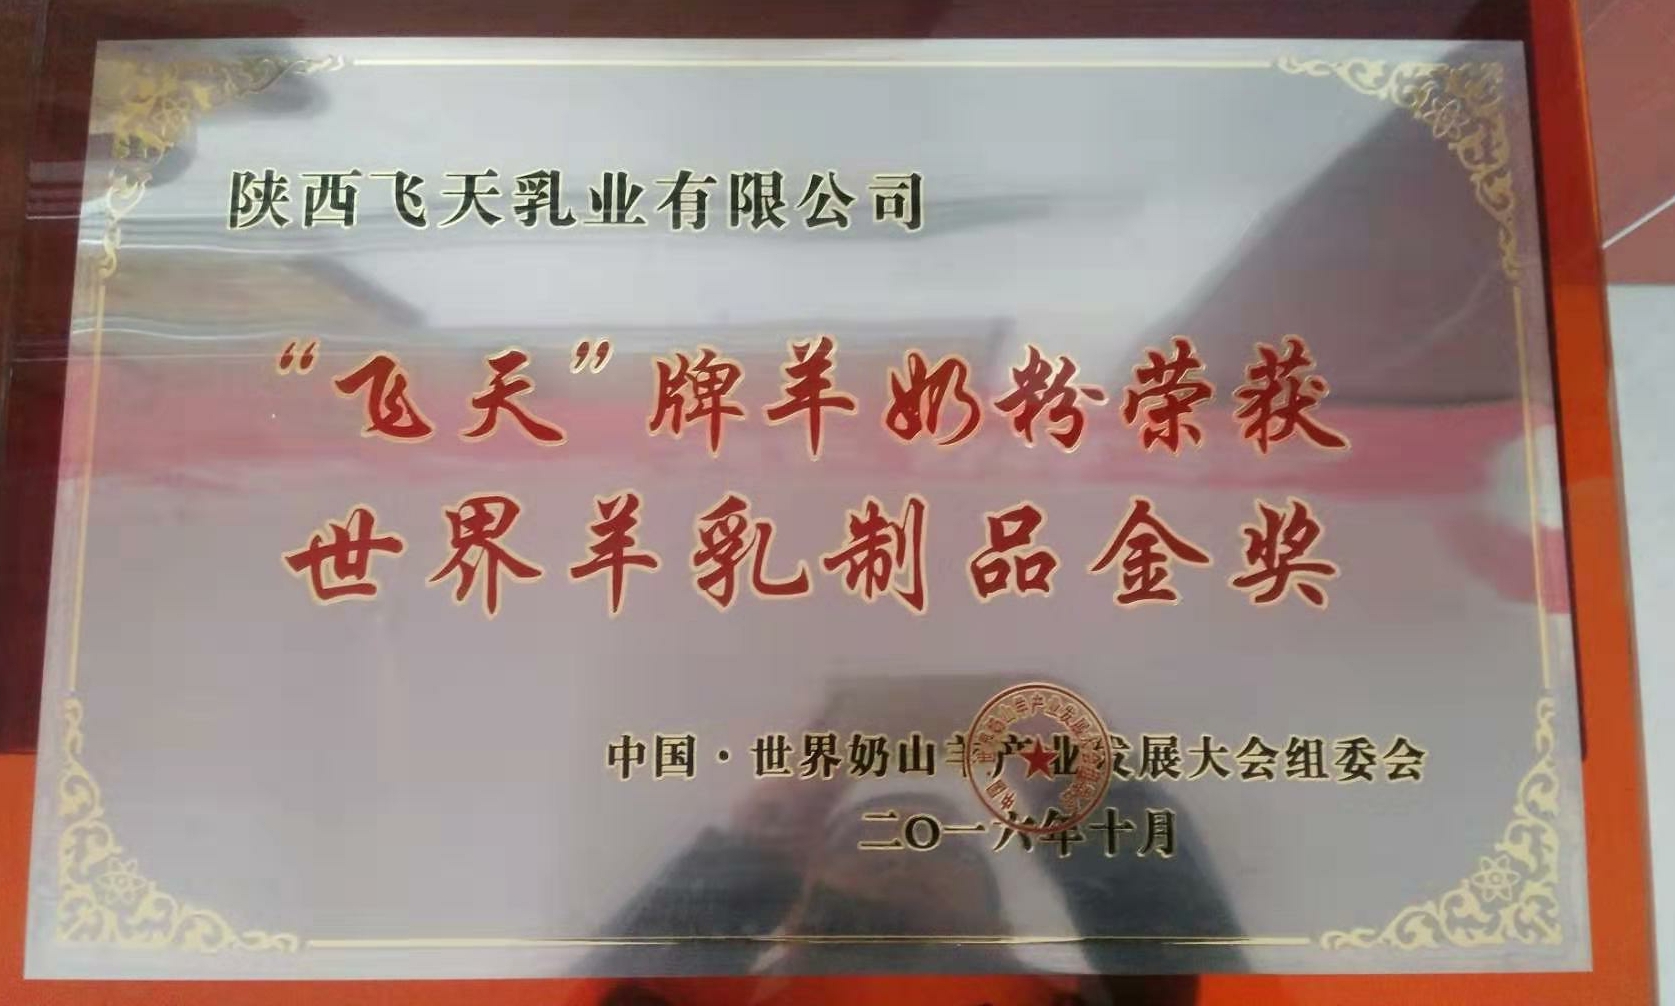 陕西飞天乳业有限公司
“飞天”牌羊奶粉荣获
世界羊乳制品金奖
中国·世界奶山羊产业发展大会组委会
二〇一六年十月